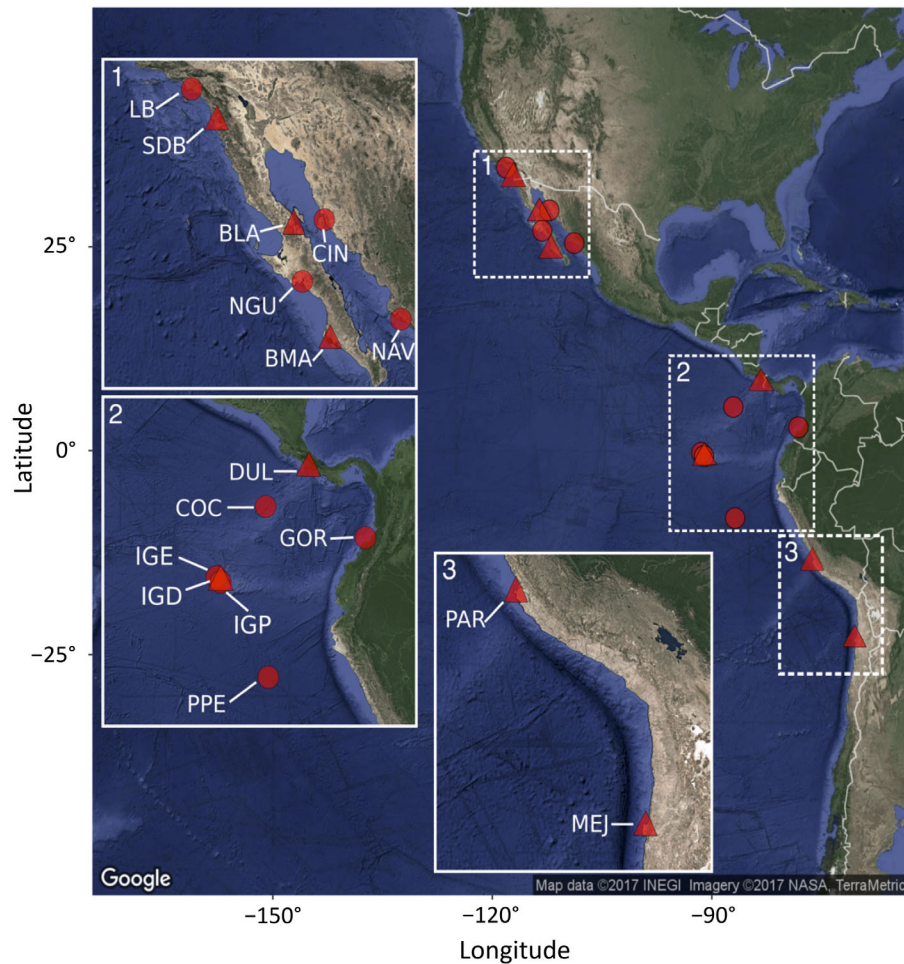 1
LB
SDB
BLA
CIN
NGU
BMA
NAV
2
DUL
COC
GOR
IGE
IGD
IGP
PPE
3
PAR
MEJ
1
2
3
25°
0°
−25°
Latitude
−150°
−120°
−90°
Longitude
Google
Map data ©2017 INEGI Imagery ©2017 NASA, TerraMetric